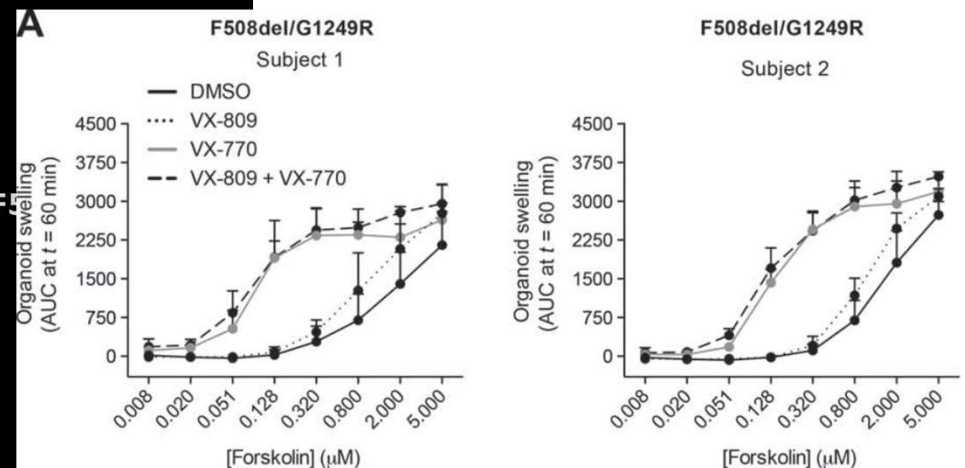 A
F508del/G1249R
Subject 1
DMSO
VX-809
VX-770
VX-809 + VX-770
Organoid swelling
(AUC at t = 60 min)
4500
3750
3000
2250
1500
750
0
0.008
0.020
0.051
0.128
0.320
0.800
2.000
5.000
[Forskolin] (μM)
F508del/G1249R
Subject 2
Organoid swelling
(AUC at t = 60 min)
4500
3750
3000
2250
1500
750
0
0.008
0.020
0.051
0.128
0.320
0.800
2.000
5.000
[Forskolin] (μM)